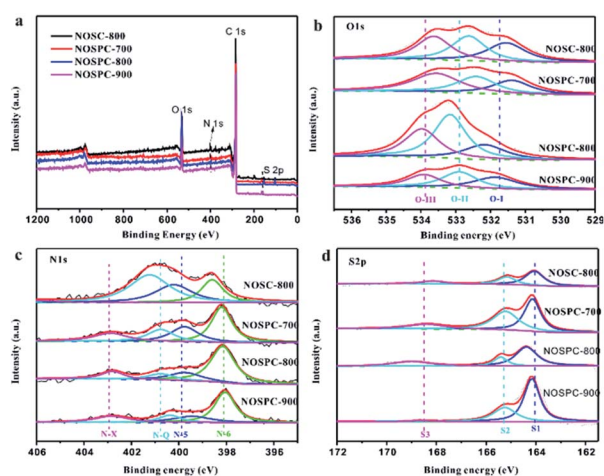 a
NOSC-800
NOSPC-700
NOSPC-800
NOSPC-900
C 1s
O 1s
N 1s
S 2p
Intensity (a.u.)
1200 1000 800 600 400 200 0
Binding Energy (eV)
b
O1s
NOSC-800
NOSPC-700
NOSPC-800
NOSPC-900
O-III O-II O-I
Intensity (a.u.)
536 535 534 533 532 531 530 529
Binding energy (eV)
c
N1s
NOSC-800
NOSPC-700
NOSPC-800
NOSPC-900
N-X N-Q N-5 N-6
Intensity (a.u.)
406 404 402 400 398 396
Binding energy (eV)
d
S2p
NOSC-800
NOSPC-700
NOSPC-800
NOSPC-900
S3 S2 S1
Intensity (a.u.)
172 170 168 166 164 162
Binding energy (eV)